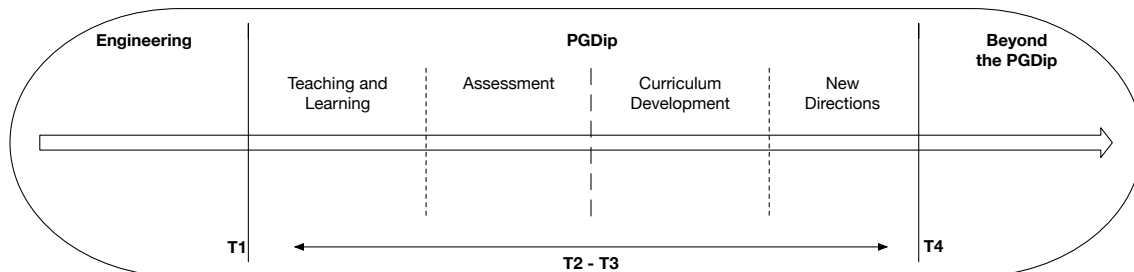 Engineering
PGDip
Beyond
the PGDip
Teaching and
Learning
Assessment
Curriculum
Development
New
Directions
T1
T2 - T3
T4